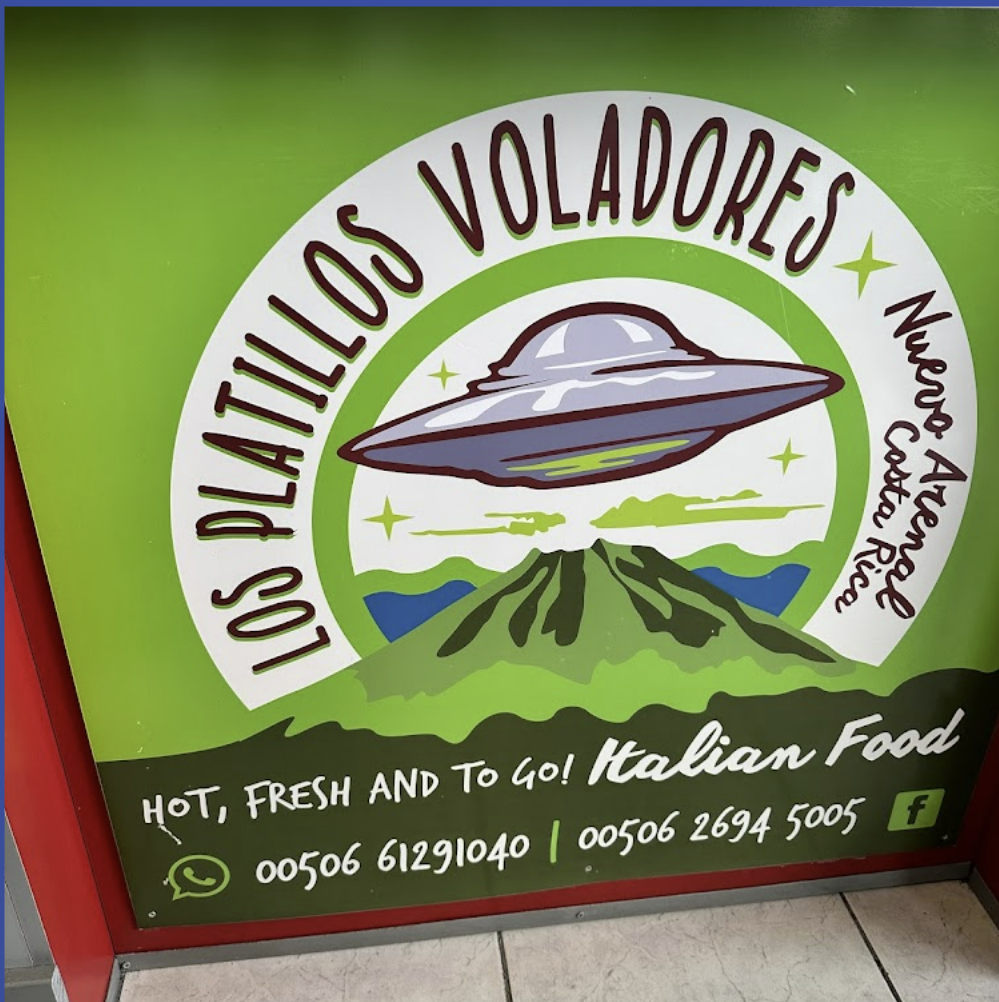 LOS PLATILLOS VOLADORES
Nuevo Arenal
Costa Rica
HOT, FRESH AND TO GO! Italian Food
00506 61291040 | 00506 2694 5005 f